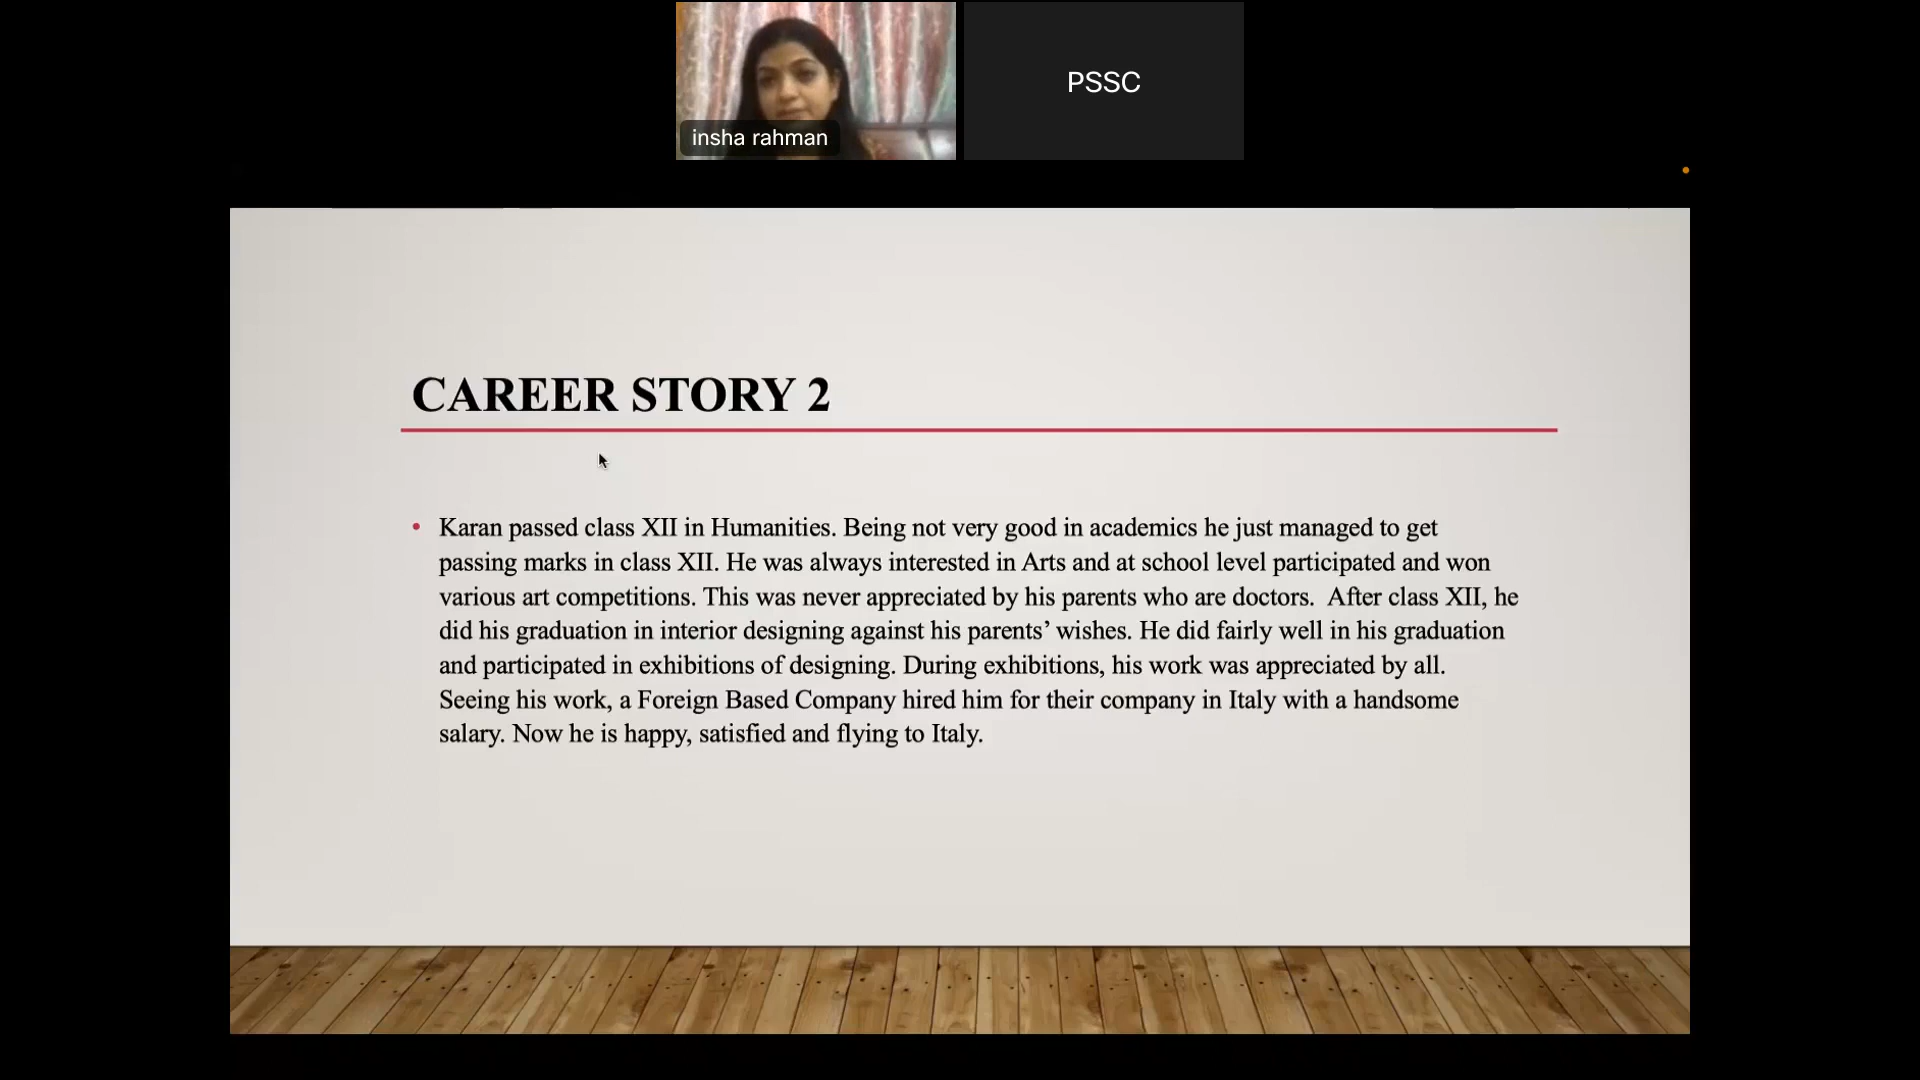 insha rahman
PSSC
CAREER STORY 2
• Karan passed class XII in Humanities. Being not very good in academics he just managed to get
passing marks in class XII. He was always interested in Arts and at school level participated and won
various art competitions. This was never appreciated by his parents who are doctors.  After class XII, he
did his graduation in interior designing against his parents’ wishes. He did fairly well in his graduation
and participated in exhibitions of designing. During exhibitions, his work was appreciated by all.
Seeing his work, a Foreign Based Company hired him for their company in Italy with a handsome
salary. Now he is happy, satisfied and flying to Italy.